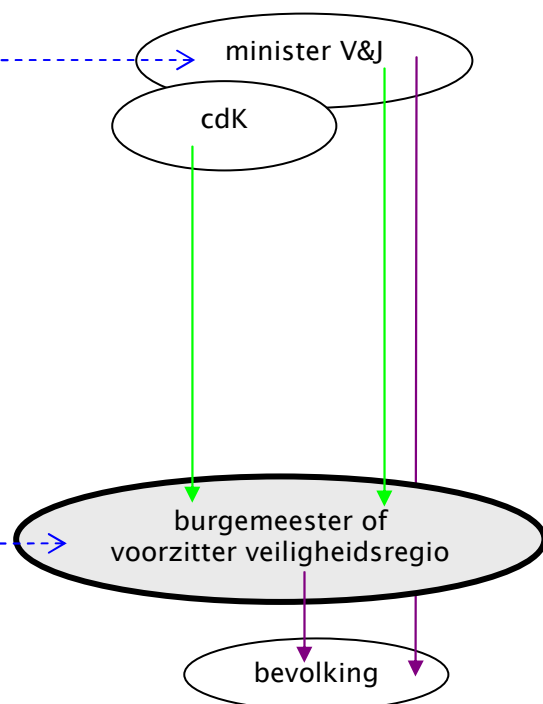 minister V&J
cdK
burgemeester of
voorzitter veiligheidsregio
bevolking